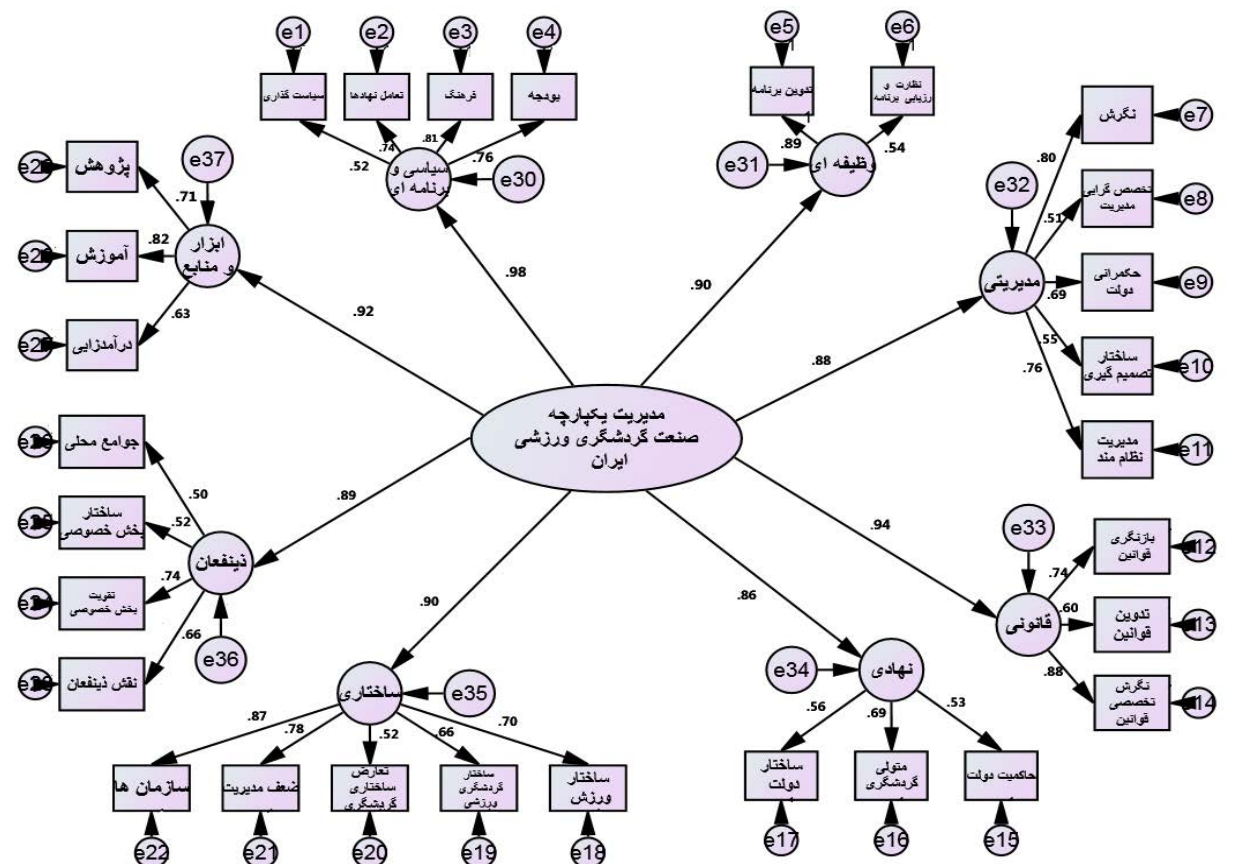 e1
e2
e3
e4
سیاست گذاری
تعامل نهادها
فرهنگ
بودجه
.52
.74
.81
.76
سیاسی و
برنامه ای
e30
.98
e5
e6
تدوین برنامه
نظارت و
ارزیابی برنامه
1
.89
.54
e31
وظیفه ای
.90
e32
مدیریتی
.88
.80
.51
.69
.55
.76
نگرش
e7
تخصص گرایی
مدیریت
e8
حکمرانی
دولت
e9
ساختار
تصمیم گیری
e10
مدیریت
نظام مند
e11
e37
ابزار
و منابع
.92
.71
.82
.63
پژوهش
آموزش
درآمدزایی
مدیریت یکپارچه
صنعت گردشگری ورزشی
ایران
جوامع محلی
ساختار
بخش خصوصی
تقویت
بخش خصوصی
نقش ذینفعان
.50
.52
.74
.66
ذینفعان
e36
.89
e33
قانونی
.94
.74
.60
.88
بازنگری
قوانین
e12
تدوین
قوانین
e13
نگرش
تخصصی
قوانین
e14
.90
ساختاری
e35
.87
.78
.52
.66
.70
سازمان ها
ضعف مدیریت
تعارض
ساختاری
گردشگری
ساختار
گردشگری
ورزشی
ساختار
ورزش
e22
e21
e20
e19
e18
.86
e34
نهادی
.56
.69
.53
ساختار
دولت
متولی
گردشگری
حاکمیت دولت
e17
e16
e15